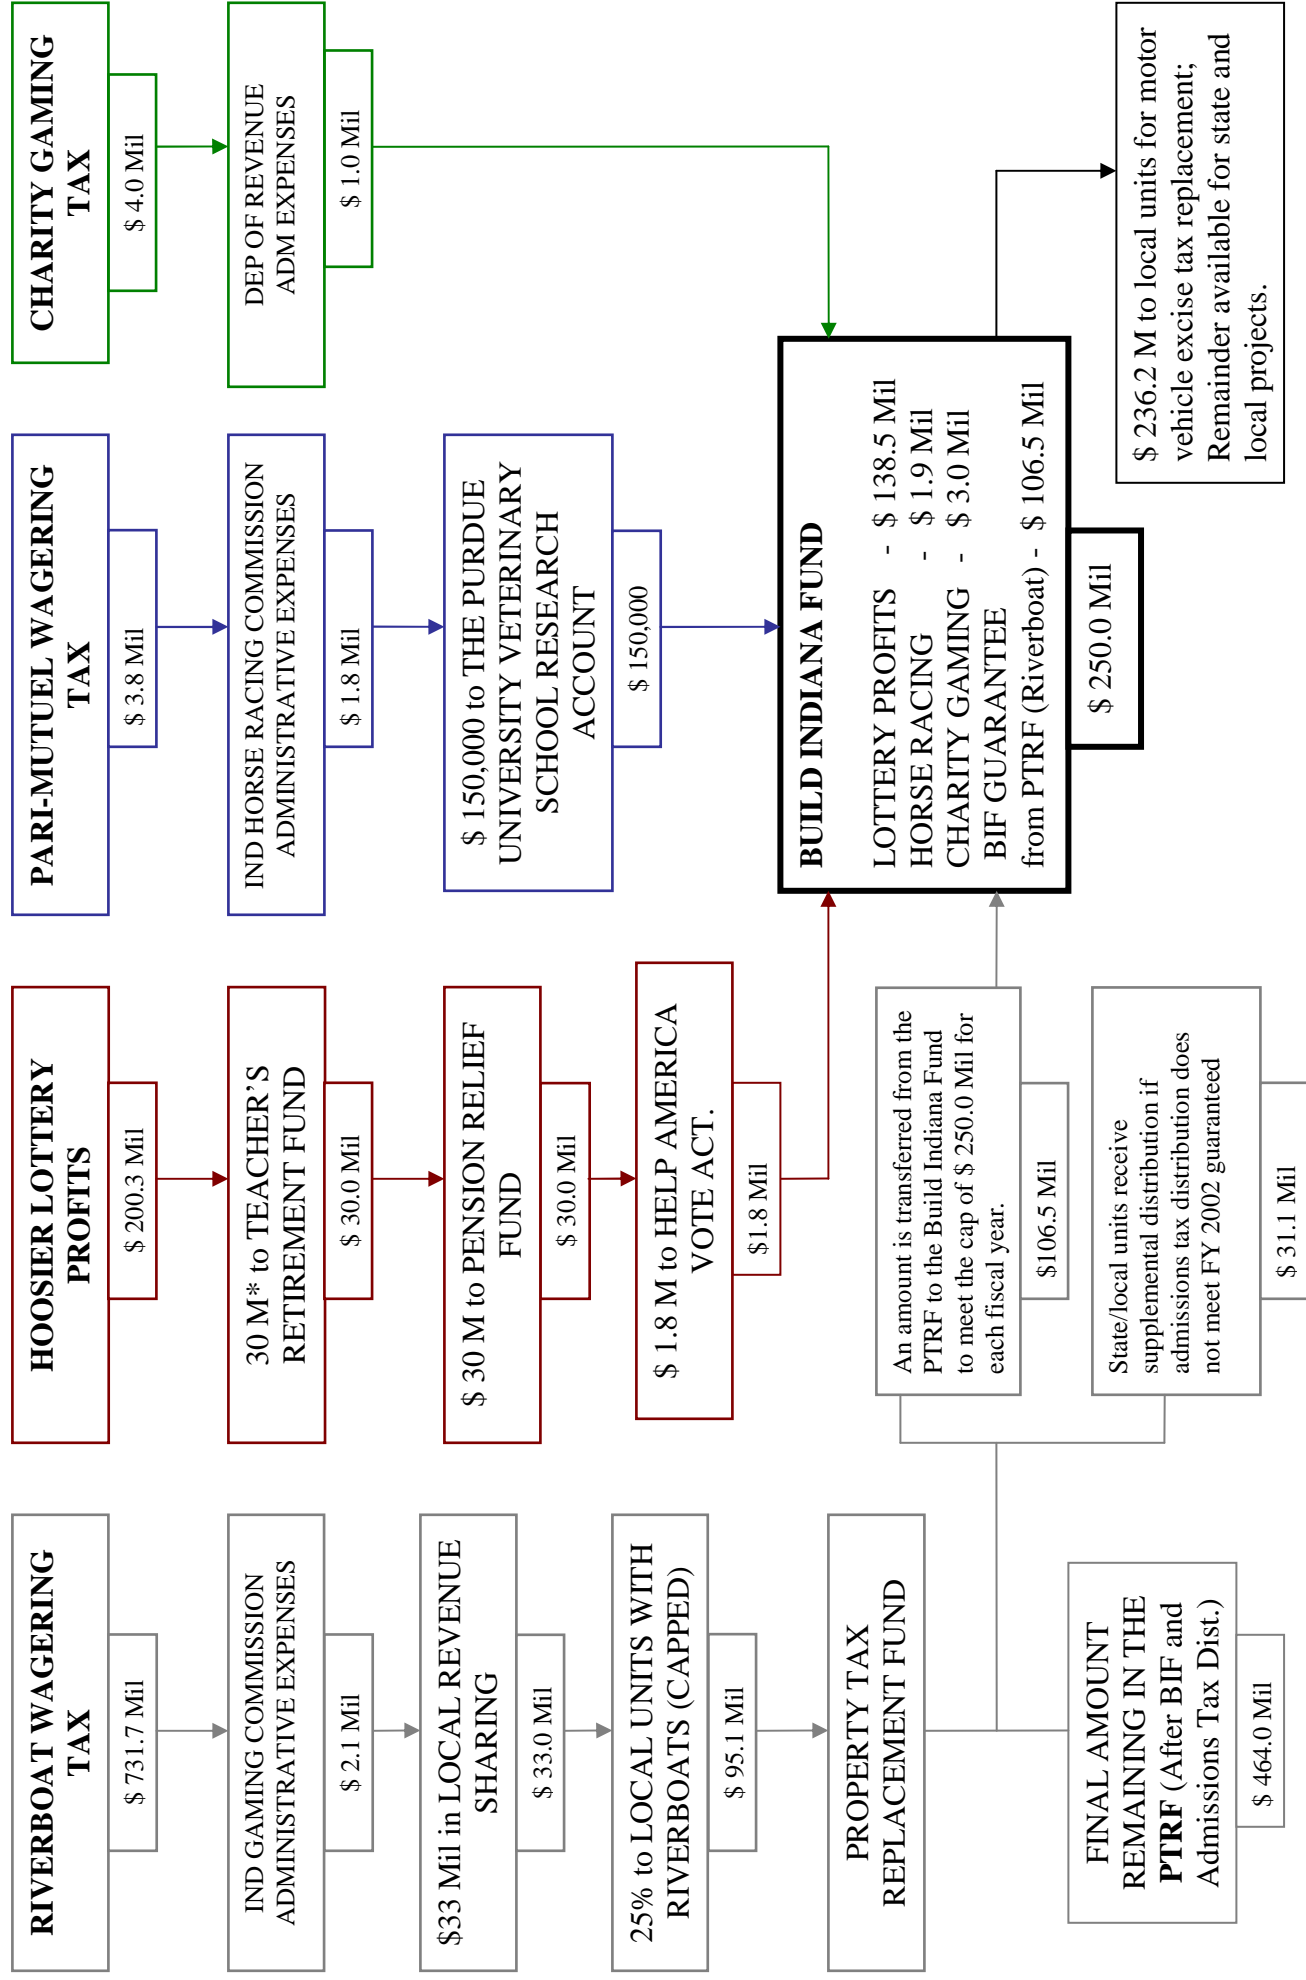 RIVERBOAT WAGERING
TAX
$ 731.7 Mil
IND GAMING COMMISSION
ADMINISTRATIVE EXPENSES
$ 2.1 Mil
$33 Mil in LOCAL REVENUE
SHARING
$ 33.0 Mil
25% to LOCAL UNITS WITH
RIVERBOATS (CAPPED)
$ 95.1 Mil
PROPERTY TAX
REPLACEMENT FUND
FINAL AMOUNT
REMAINING IN THE
PTRF (After BIF and
Admissions Tax Dist.)
$ 464.0 Mil
HOOSIER LOTTERY
PROFITS
$ 200.3 Mil
30 M* to TEACHER’S
RETIREMENT FUND
$ 30.0 Mil
$ 30 M to PENSION RELIEF
FUND
$ 30.0 Mil
$ 1.8 M to HELP AMERICA
VOTE ACT.
$1.8 Mil
An amount is transferred from the
PTRF to the Build Indiana Fund
to meet the cap of $ 250.0 Mil for
each fiscal year.
$106.5 Mil
State/local units receive
supplemental distribution if
admissions tax distribution does
not meet FY 2002 guaranteed
$ 31.1 Mil
PARI-MUTUEL WAGERING
TAX
$ 3.8 Mil
IND HORSE RACING COMMISSION
ADMINISTRATIVE EXPENSES
$ 1.8 Mil
$ 150,000 to THE PURDUE
UNIVERSITY VETERINARY
SCHOOL RESEARCH
ACCOUNT
$ 150,000
BUILD INDIANA FUND
LOTTERY PROFITS - $ 138.5 Mil
HORSE RACING - $ 1.9 Mil
CHARITY GAMING - $ 3.0 Mil
BIF GUARANTEE
from PTRF (Riverboat) - $ 106.5 Mil
$ 250.0 Mil
CHARITY GAMING
TAX
$ 4.0 Mil
DEP OF REVENUE
ADM EXPENSES
$ 1.0 Mil
$ 236.2 M to local units for motor
vehicle excise tax replacement;
Remainder available for state and
local projects.